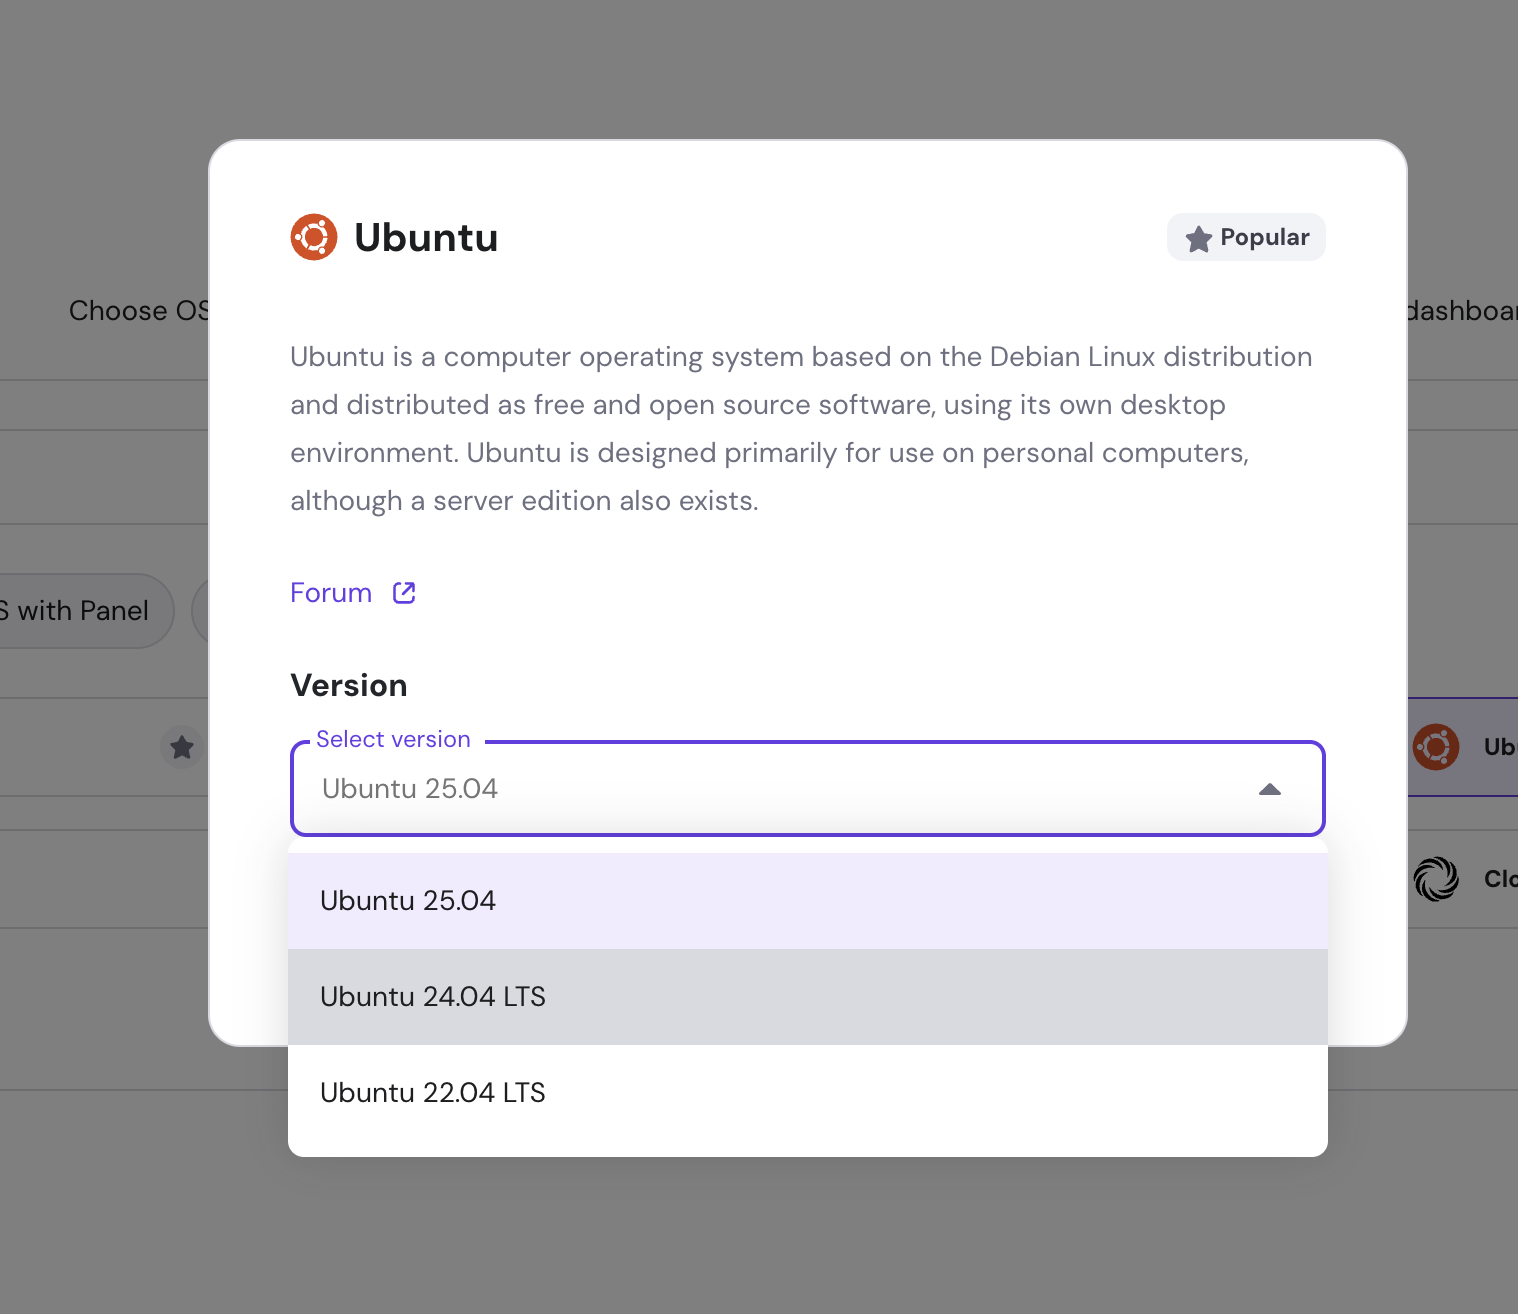 Ubuntu
Popular
Choose OS
Ubuntu is a computer operating system based on the Debian Linux distribution
and distributed as free and open source software, using its own desktop
environment. Ubuntu is designed primarily for use on personal computers,
although a server edition also exists.
Forum
with Panel
Version
Select version
Ubuntu 25.04
Ubuntu 25.04
Ubuntu 24.04 LTS
Ubuntu 22.04 LTS